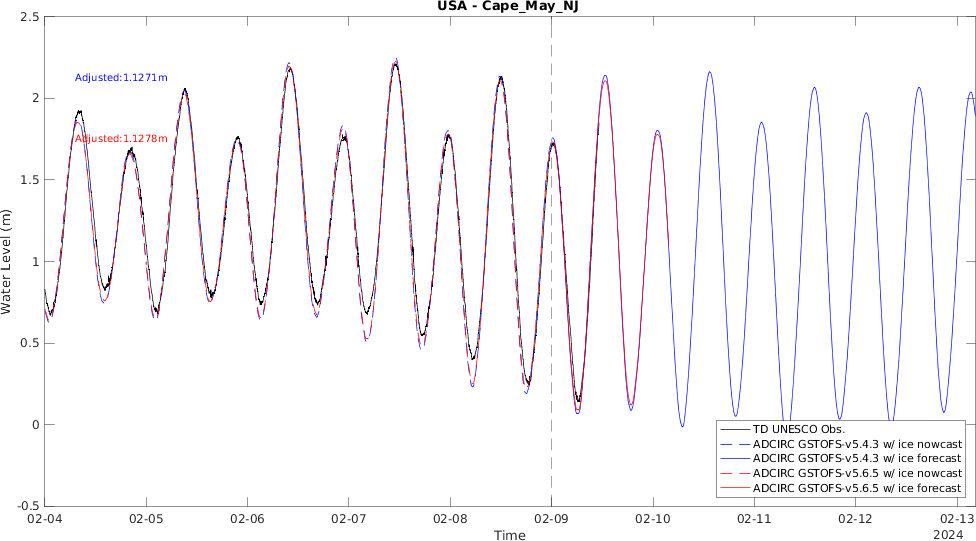 USA - Cape_May_NJ
2.5
2
1.5
1
0.5
0
-0.5
Water Level (m)
Adjusted:1.1271m
Adjusted:1.1278m
TD UNESCO Obs.
ADCIRC GSTOFS-v5.4.3 w/ ice nowcast
ADCIRC GSTOFS-v5.4.3 w/ ice forecast
ADCIRC GSTOFS-v5.6.5 w/ ice nowcast
ADCIRC GSTOFS-v5.6.5 w/ ice forecast
02-04 02-05 02-06 02-07 02-08 02-09 02-10 02-11 02-12 02-13
Time
2024